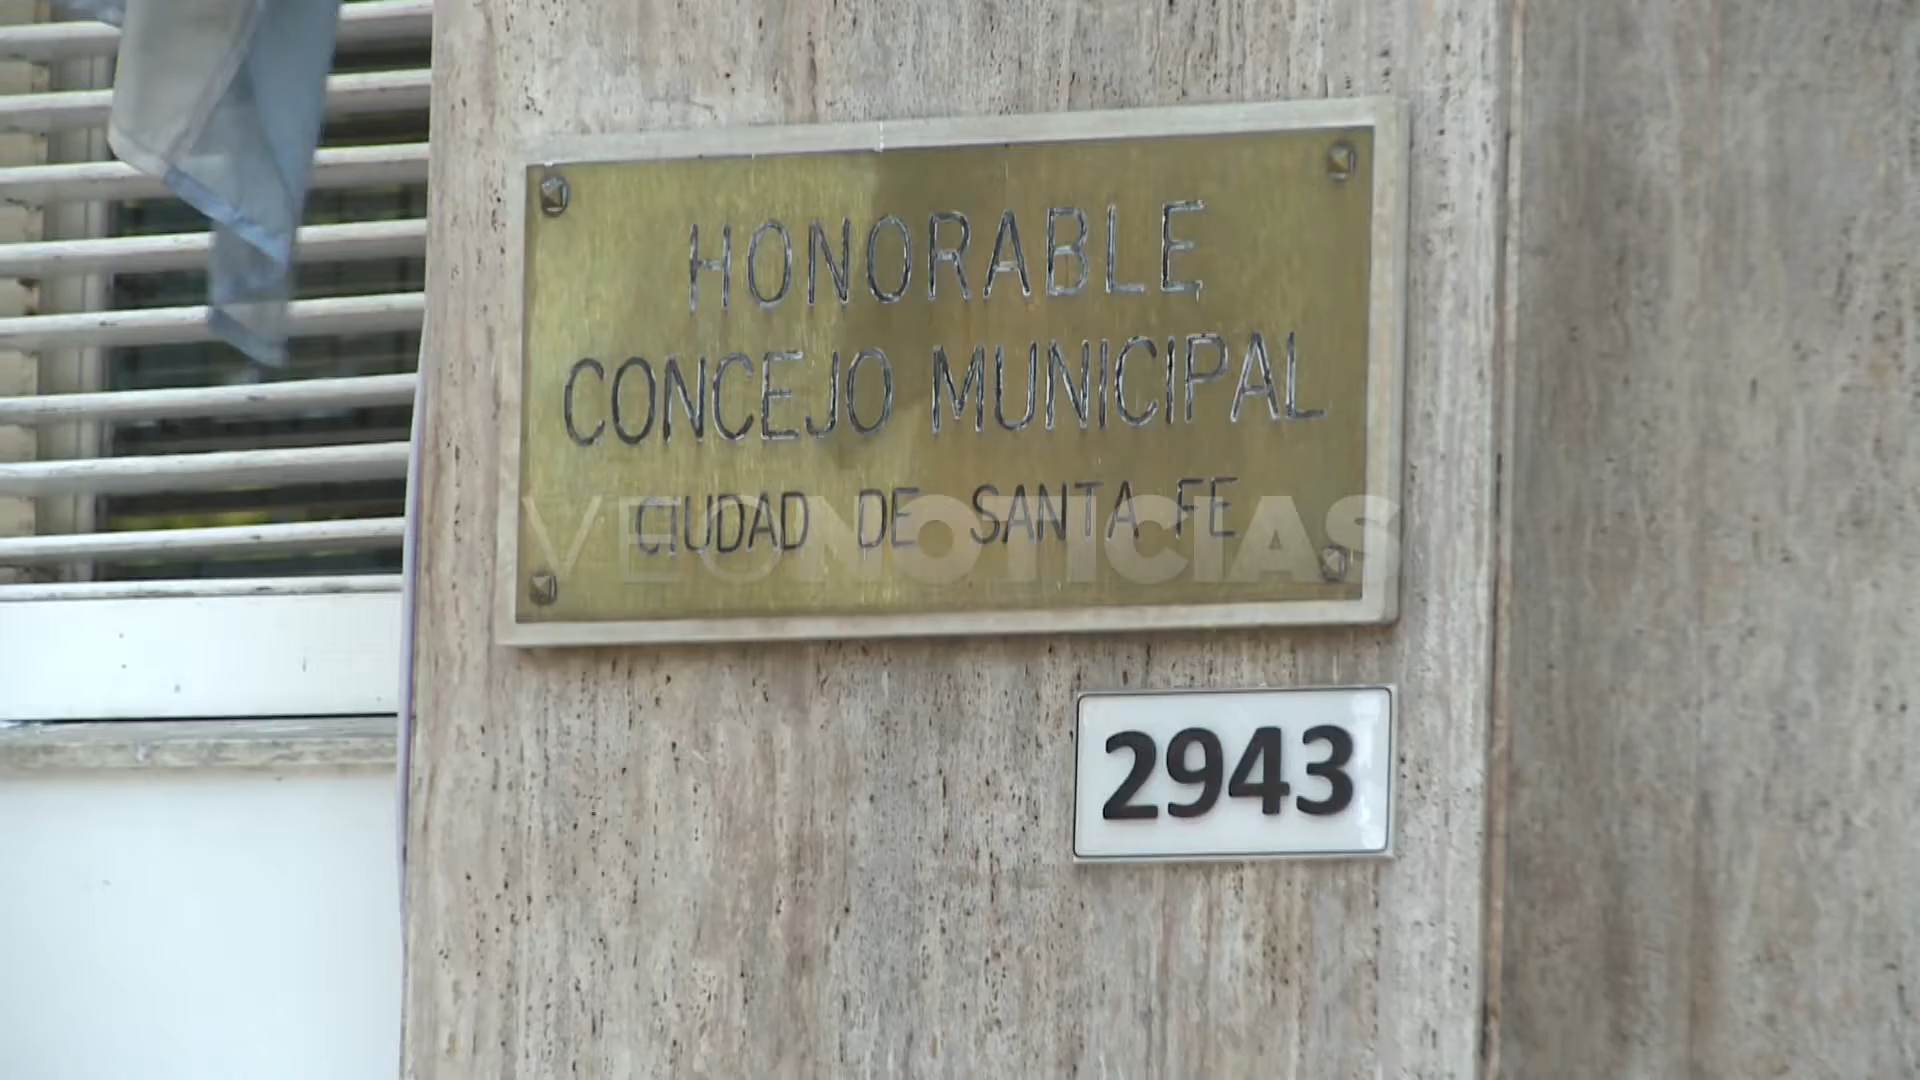 HONORABLE
CONCEJO MUNICIPAL
CIUDAD DE SANTA FE
VEONOTICIAS
2943